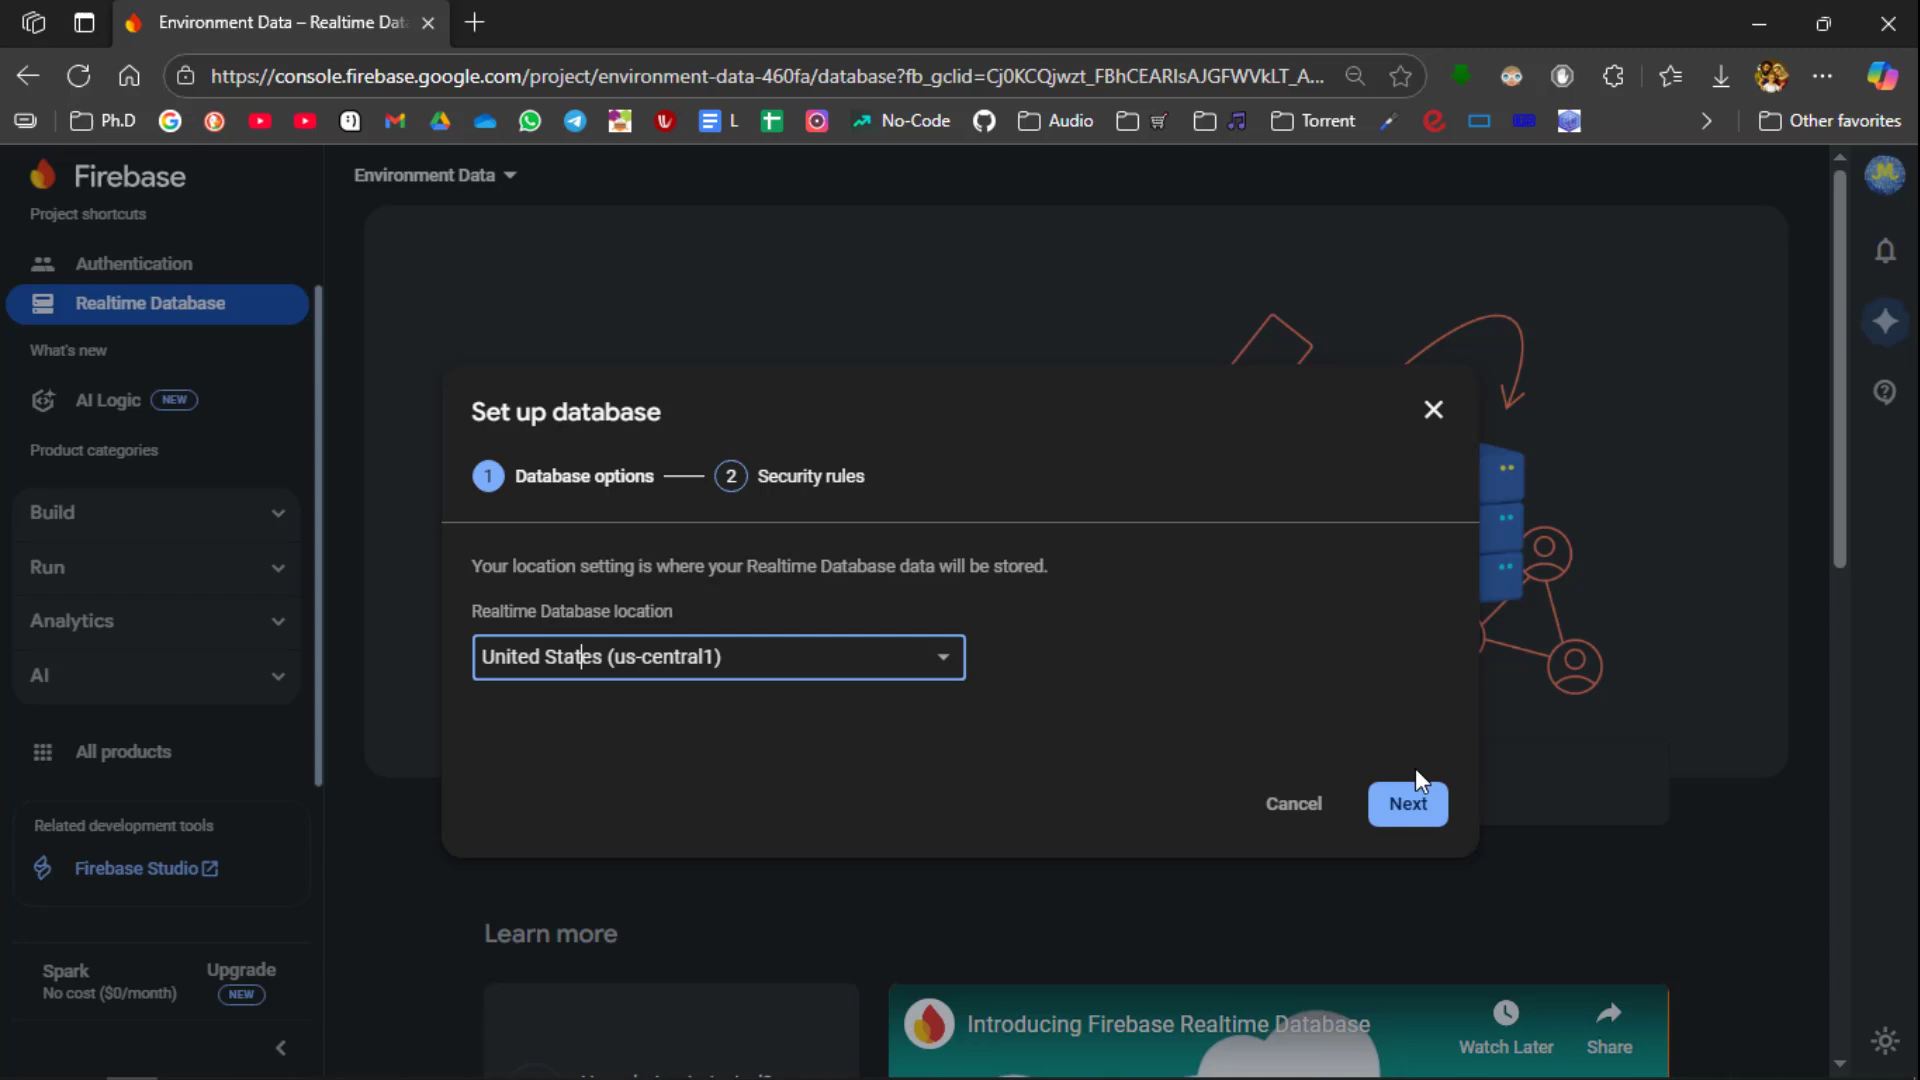 Environment Data – Realtime Dat
https://console.firebase.google.com/project/environment-data-460fa/database?fb_gclid=Cj0KCQjwzt_FBhCEARIsAJGFWVkLT_A...
Ph.D
L
No-Code
Audio
Torrent
Other favorites
Firebase
Project shortcuts
Authentication
Realtime Database
What's new
AI Logic NEW
Product categories
Build
Run
Analytics
AI
All products
Related development tools
Firebase Studio
Spark
No cost ($0/month)
Upgrade
NEW
Environment Data
Set up database
1 Database options
2 Security rules
Your location setting is where your Realtime Database data will be stored.
Realtime Database location
United States (us-central1)
Cancel
Next
Learn more
Introducing Firebase Realtime Database
Watch Later
Share